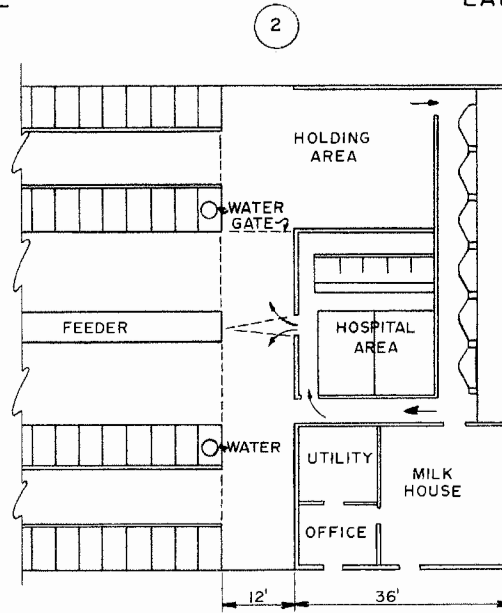 2
HOLDING
AREA
WATER
GATE
FEEDER
HOSPITAL
AREA
WATER
UTILITY
MILK
HOUSE
OFFICE
12'
36'